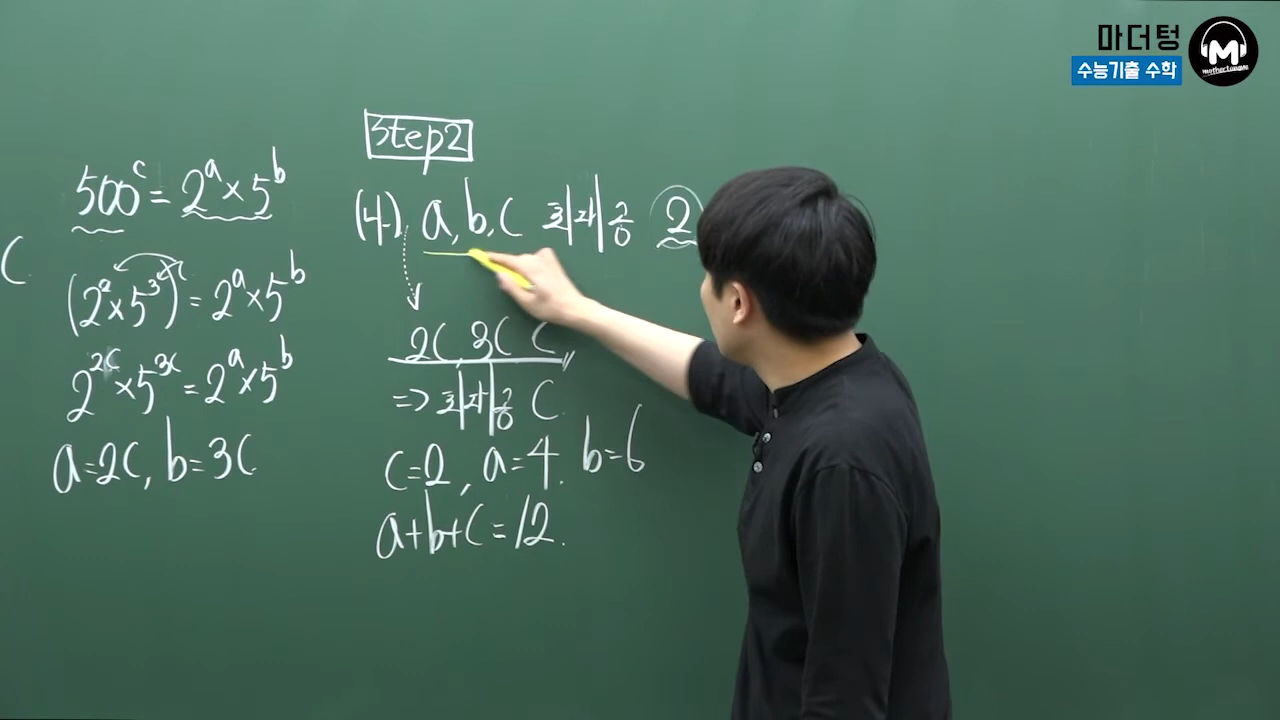 마더텅
수능기출 수학
M
mothertongue
500^c = 2^a × 5^b
C
(2^2 × 5^3)^c = 2^a × 5^b
2^{2c} × 5^{3c} = 2^a × 5^b
a=2c, b=3c
Step2
(가) a, b, c 최대공 2
2c, 3c c
=> 최대공 c.
c=2, a=4. b=6
a+b+c=12.